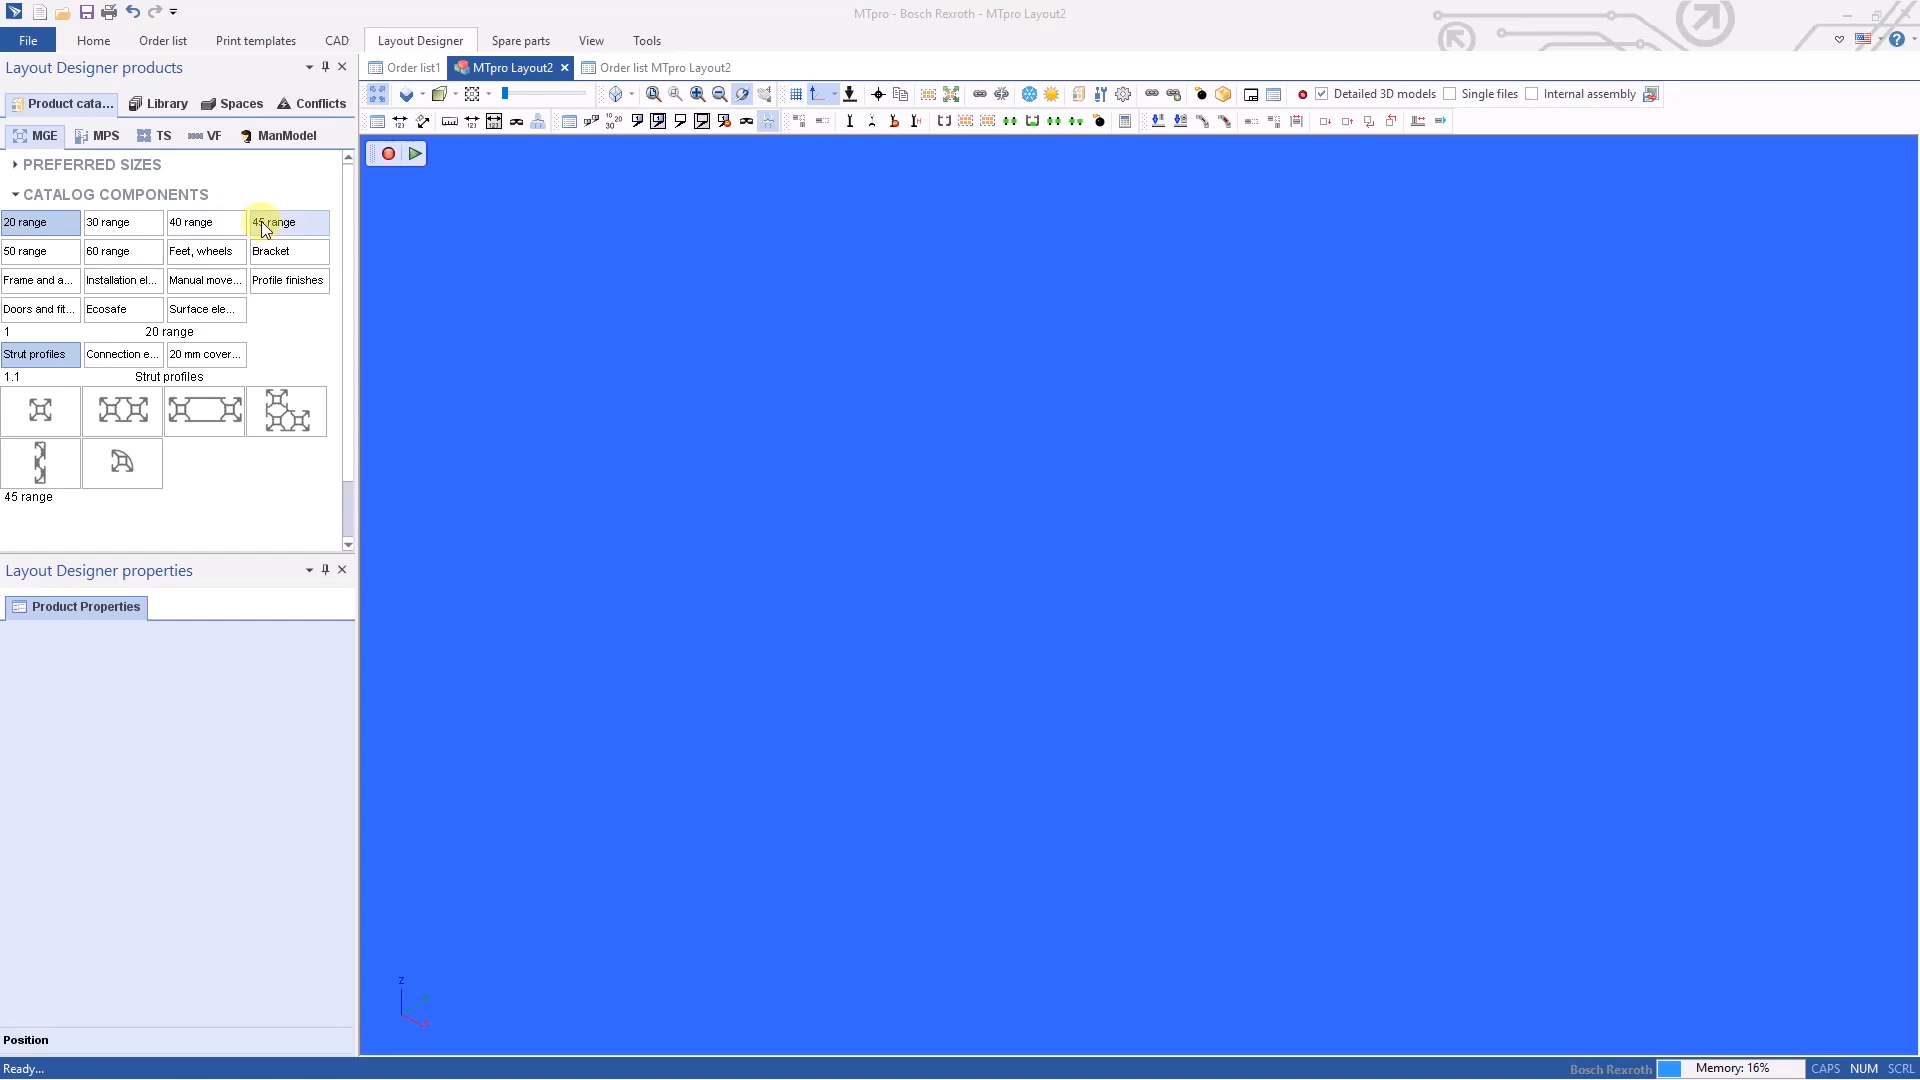 MTpro - Bosch Rexroth - MTpro Layout2
File Home Order list Print templates CAD Layout Designer Spare parts View Tools
Layout Designer products
Order list1 MTpro Layout2 Order list MTpro Layout2
Product cata... Library Spaces Conflicts
Detailed 3D models Single files Internal assembly
MGE MPS TS VF ManModel
PREFERRED SIZES
CATALOG COMPONENTS
20 range 30 range 40 range 45 range
50 range 60 range Feet, wheels Bracket
Frame and a... Installation el... Manual move... Profile finishes
Doors and fit... Ecosafe Surface ele...
1 20 range
Strut profiles Connection e... 20 mm cover...
1.1 Strut profiles
45 range
Layout Designer properties
Product Properties
Z
Position
Ready...
Bosch Rexroth Memory: 16% CAPS NUM SCRL